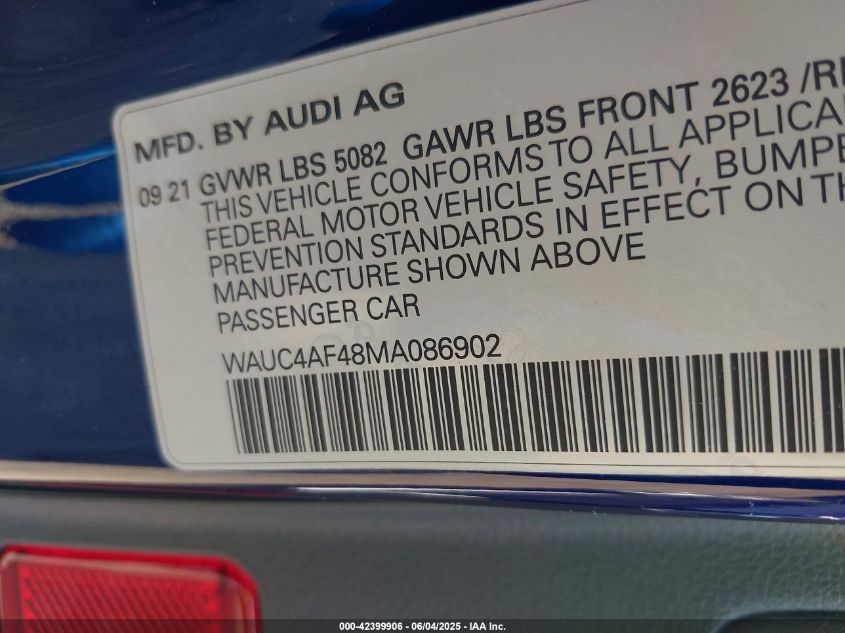 MFD. BY AUDI AG
09 21 GVWR LBS 5082 GAWR LBS FRONT 2623 /
THIS VEHICLE CONFORMS TO ALL
FEDERAL MOTOR VEHICLE SAFETY,
PREVENTION STANDARDS IN EFFECT ON
MANUFACTURE SHOWN ABOVE
PASSENGER CAR
WAUC4AF48MA086902
000-42399906 - 06/04/2025 - IAA Inc.